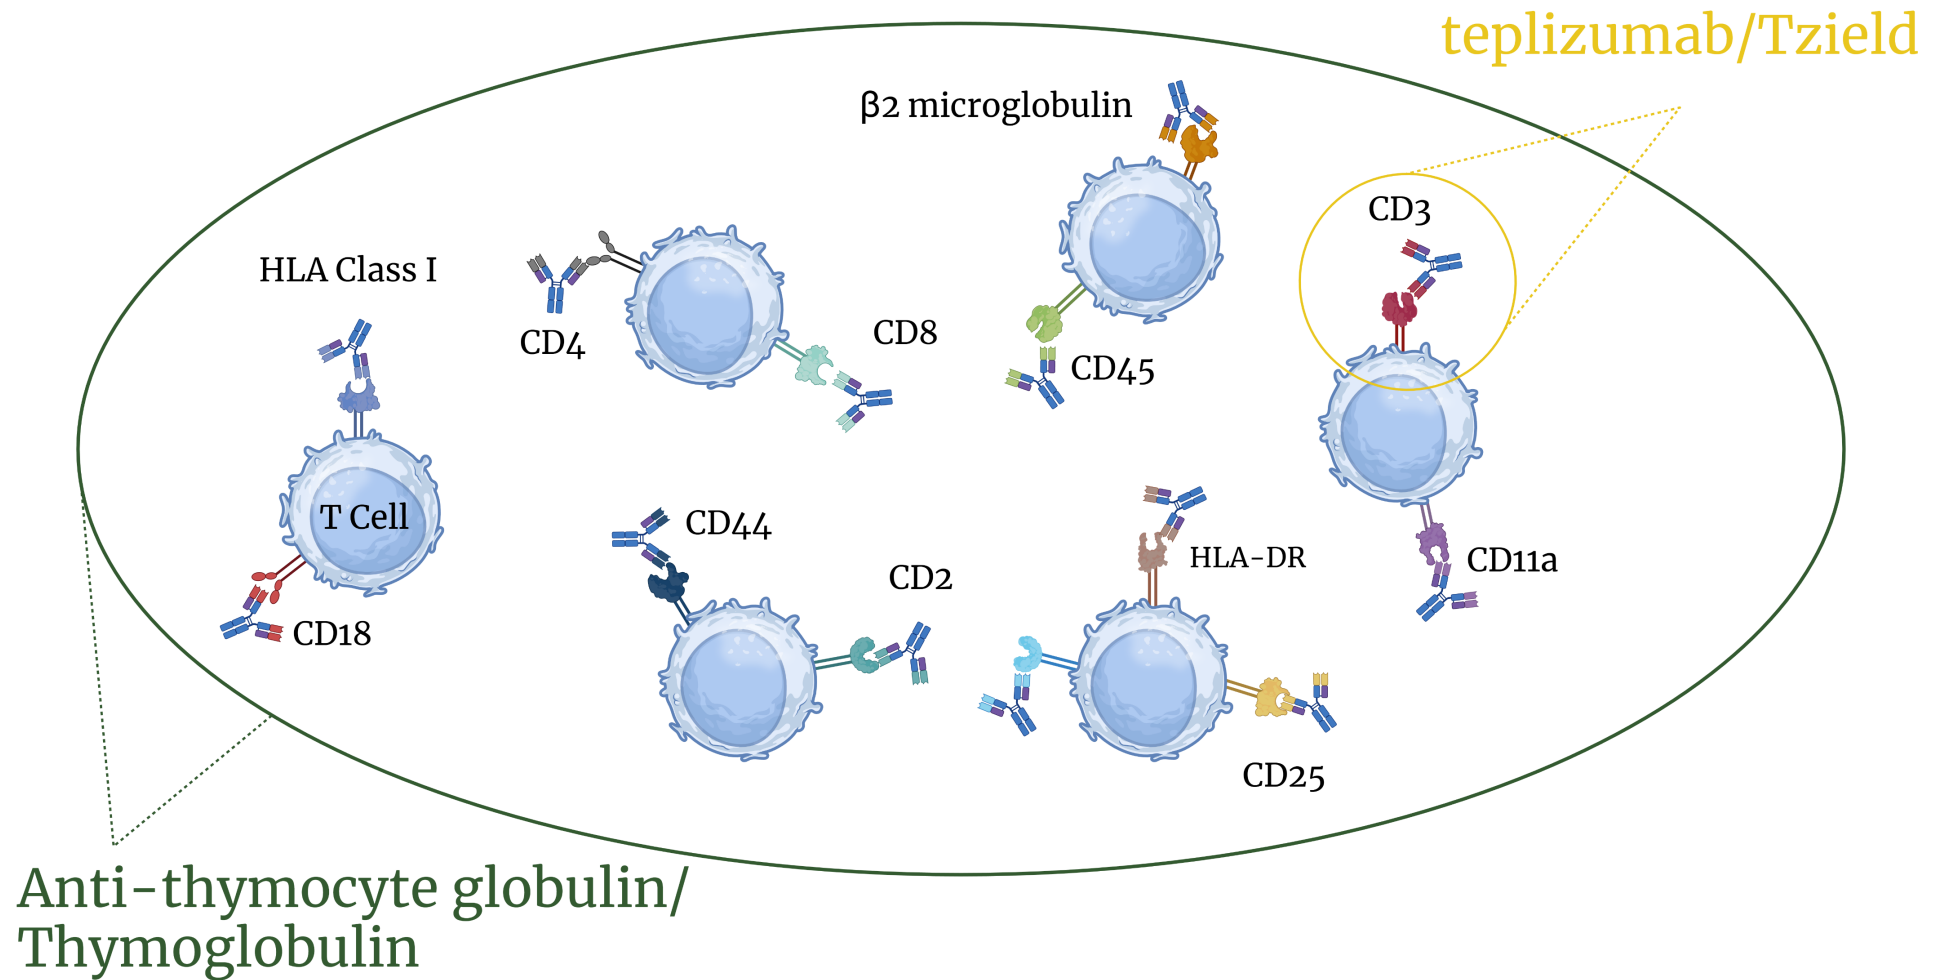 teplizumab/Tzield
β2 microglobulin
CD3
HLA Class I
CD4
CD8
CD45
T Cell
CD44
CD2
HLA-DR
CD11a
CD18
CD25
Anti-thymocyte globulin/
Thymoglobulin